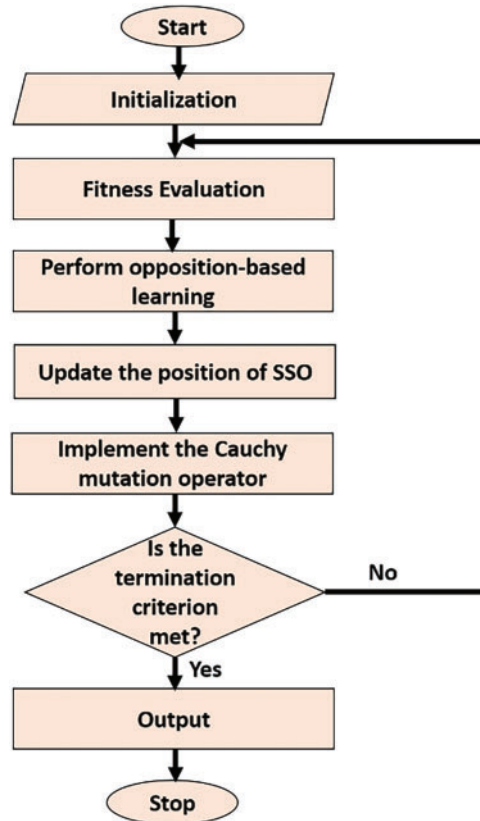 Start
Initialization
Fitness Evaluation
Perform opposition-based
learning
Update the position of SSO
Implement the Cauchy
mutation operator
Is the
termination
criterion
met?
No
Yes
Output
Stop